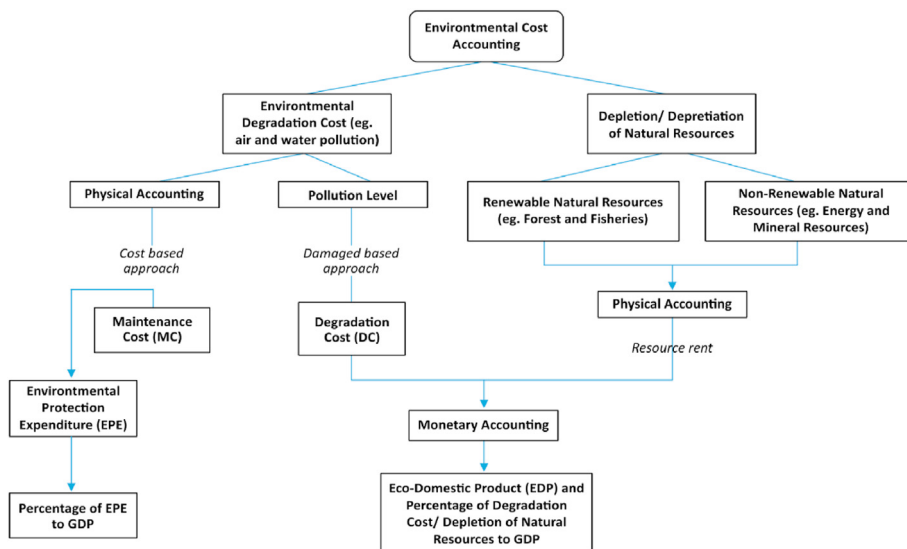 Environtmental Cost
Accounting
Environtmental
Degradation Cost (eg.
air and water pollution)
Depletion/ Depretiation
of Natural Resources
Physical Accounting
Pollution Level
Renewable Natural Resources
(eg. Forest and Fisheries)
Non-Renewable Natural
Resources (eg. Energy and
Mineral Resources)
Cost based
approach
Damaged based
approach
Physical Accounting
Maintenance
Cost (MC)
Degradation
Cost (DC)
Resource rent
Environtmental
Protection
Expenditure (EPE)
Monetary Accounting
Percentage of EPE
to GDP
Eco-Domestic Product (EDP) and
Percentage of Degradation
Cost/ Depletion of Natural
Resources to GDP